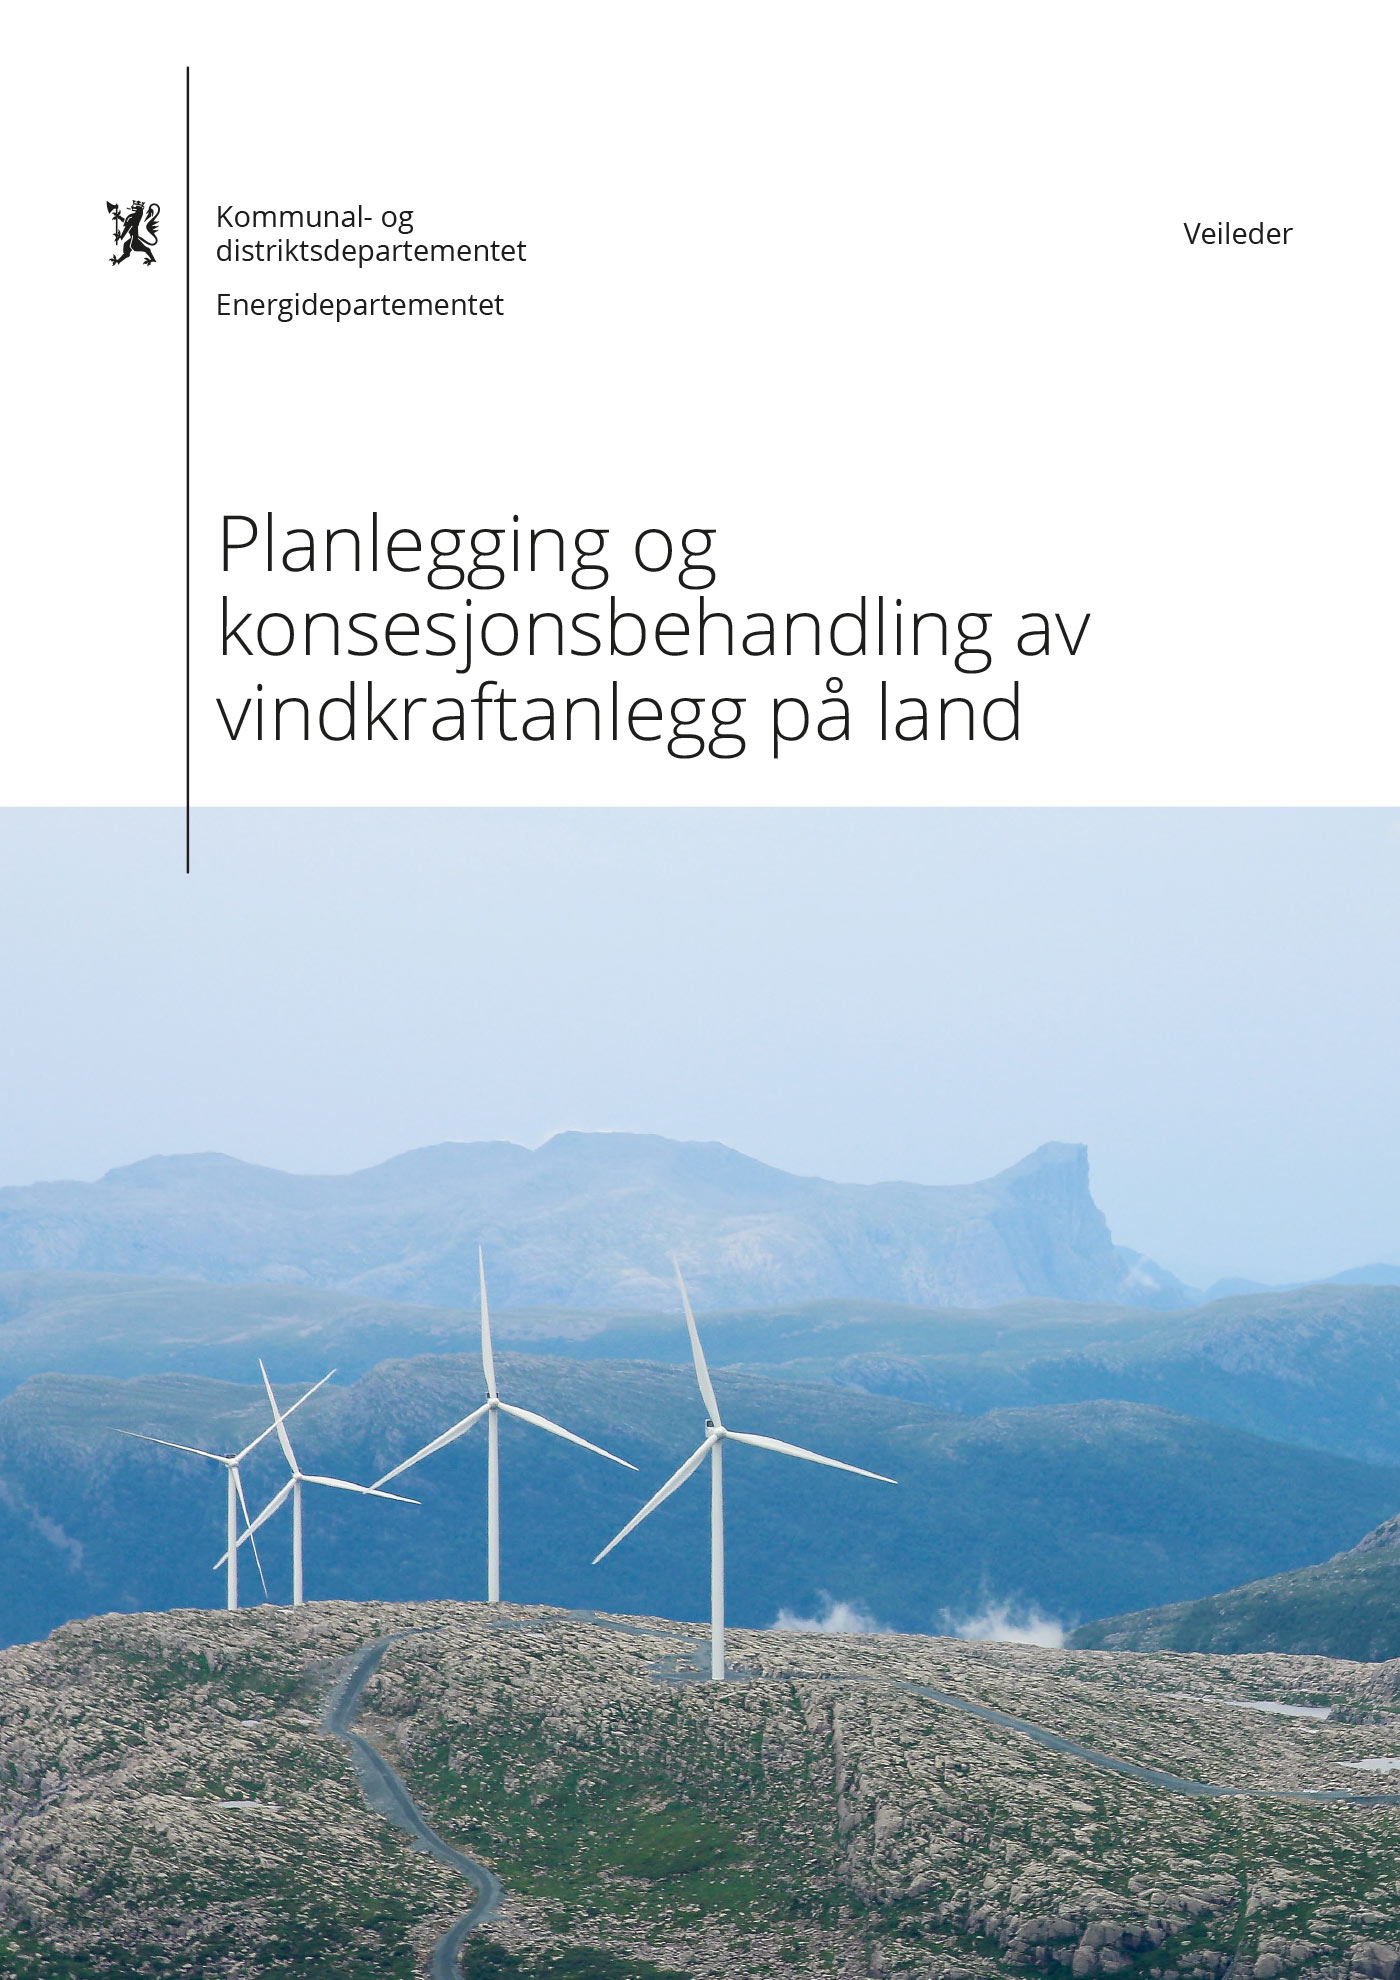 Kommunal- og
distriktsdepartementet
Energidepartementet
Veileder
Planlegging og
konsesjonsbehandling av
vindkraftanlegg på land